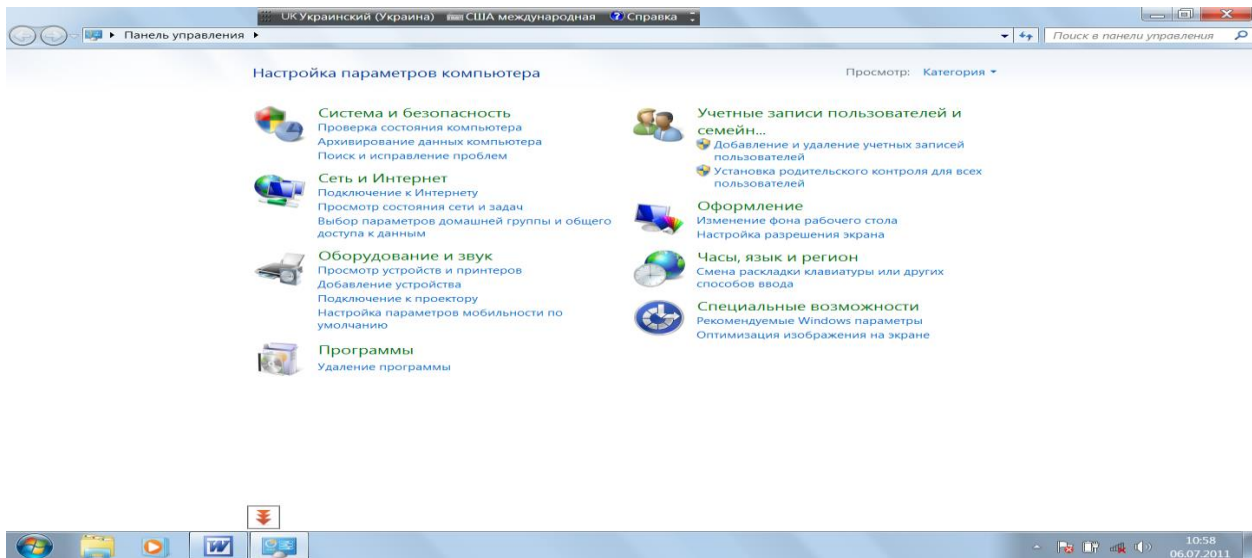 UK Украинский (Украина) США международная Справка
Панель управления
Поиск в панели управления
Настройка параметров компьютера
Просмотр: Категория
Система и безопасность
Проверка состояния компьютера
Архивирование данных компьютера
Поиск и исправление проблем
Сеть и Интернет
Подключение к Интернету
Просмотр состояния сети и задач
Выбор параметров домашней группы и общего
доступа к данным
Оборудование и звук
Просмотр устройств и принтеров
Добавление устройства
Подключение к проектору
Настройка параметров мобильности по
умолчанию
Программы
Удаление программы
Учетные записи пользователей и
семейн...
Добавление и удаление учетных записей
пользователей
Установка родительского контроля для всех
пользователей
Оформление
Изменение фона рабочего стола
Настройка разрешения экрана
Часы, язык и регион
Смена раскладки клавиатуры или других
способов ввода
Специальные возможности
Рекомендуемые Windows параметры
Оптимизация изображения на экране
10:58
06.07.2011